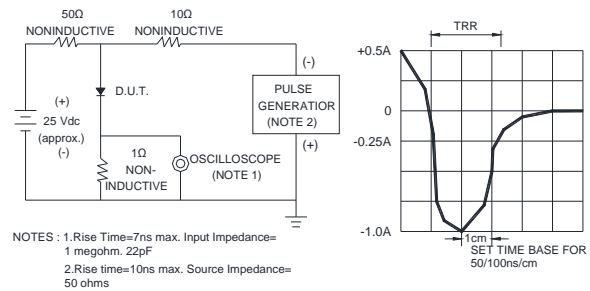 50Ω
NONINDUCTIVE
10Ω
NONINDUCTIVE
(+)
25 Vdc
(approx.)
(-)
D.U.T.
1Ω
NON-
INDUCTIVE
OSCILLOSCOPE
(NOTE 1)
(-)
PULSE
GENERATIOR
(NOTE 2)
(+)
NOTES : 1.Rise Time=7ns max. Input Impedance=
1 megohm. 22pF
2.Rise time=10ns max. Source Impedance=
50 ohms
TRR
+0.5A
0
-0.25A
-1.0A
1cm
SET TIME BASE FOR
50/100ns/cm